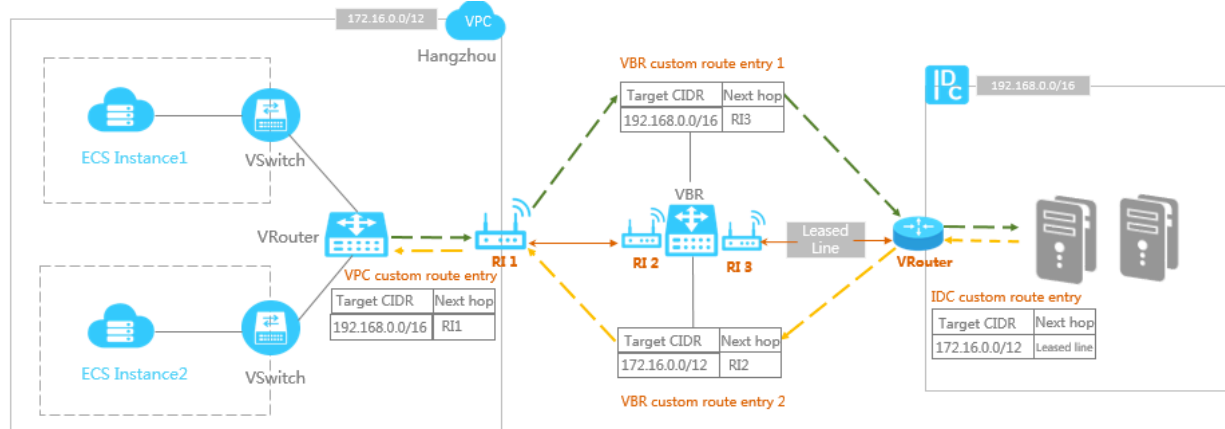 172.16.0.0/12
VPC
Hangzhou
ECS Instance1
VSwitch
VRouter
VPC custom route entry
Target CIDR Next hop
192.168.0.0/16 RI1
ECS Instance2
VSwitch
RI 1
VBR custom route entry 1
Target CIDR Next hop
192.168.0.0/16 RI3
VBR
RI 2
RI 3
Leased
Line
Target CIDR Next hop
172.16.0.0/12 RI2
VBR custom route entry 2
ID
C
192.168.0.0/16
VRouter
IDC custom route entry
Target CIDR Next hop
172.16.0.0/12 Leased line